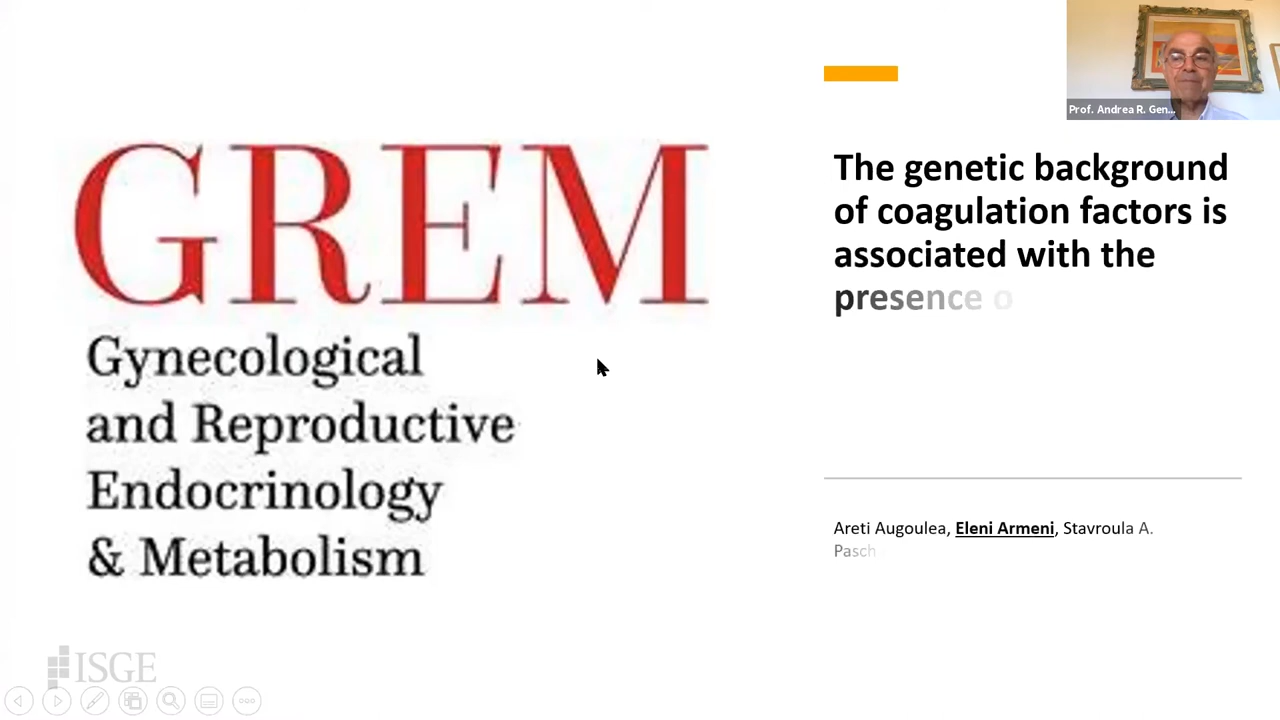 GREM
Gynecological
and Reproductive
Endocrinology
& Metabolism
ISGE
Prof. Andrea R. Gen...
The genetic background
of coagulation factors is
associated with the
presence o
Areti Augoulea, Eleni Armeni, Stavroula A.
Pasch